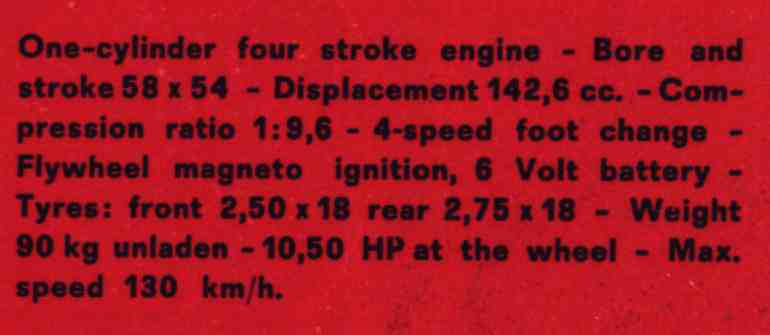 One-cylinder four stroke engine - Bore and
stroke 58 x 54 - Displacement 142,6 cc. - Com-
pression ratio 1:9,6 - 4-speed foot change -
Flywheel magneto ignition, 6 Volt battery -
Tyres: front 2,50 x 18 rear 2,75 x 18 - Weight
90 kg unladen - 10,50 HP at the wheel - Max.
speed 130 km/h.